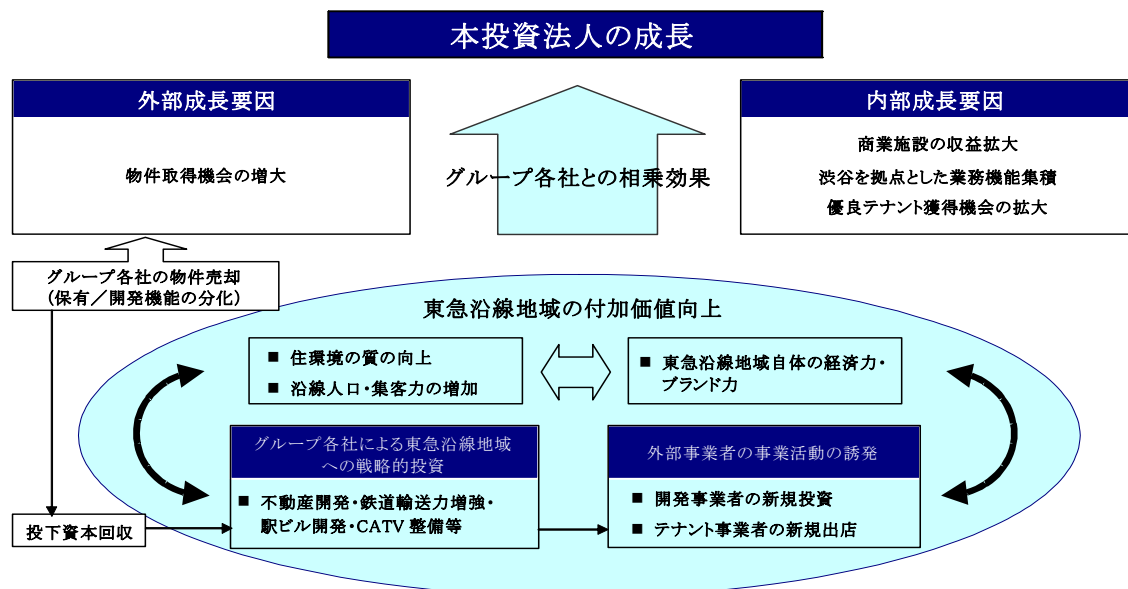 本投資法人の成長
外部成長要因
物件取得機会の増大
グループ各社との相乗効果
内部成長要因
商業施設の収益拡大
渋谷を拠点とした業務機能集積
優良テナント獲得機会の拡大
グループ各社の物件売却
(保有／開発機能の分化)
東急沿線地域の付加価値向上
■ 住環境の質の向上
■ 沿線人口・集客力の増加
■ 東急沿線地域自体の経済力・
ブランド力
グループ各社による東急沿線地域
への戦略的投資
■ 不動産開発・鉄道輸送力増強・
駅ビル開発・CATV 整備等
外部事業者の事業活動の誘発
■ 開発事業者の新規投資
■ テナント事業者の新規出店
投下資本回収